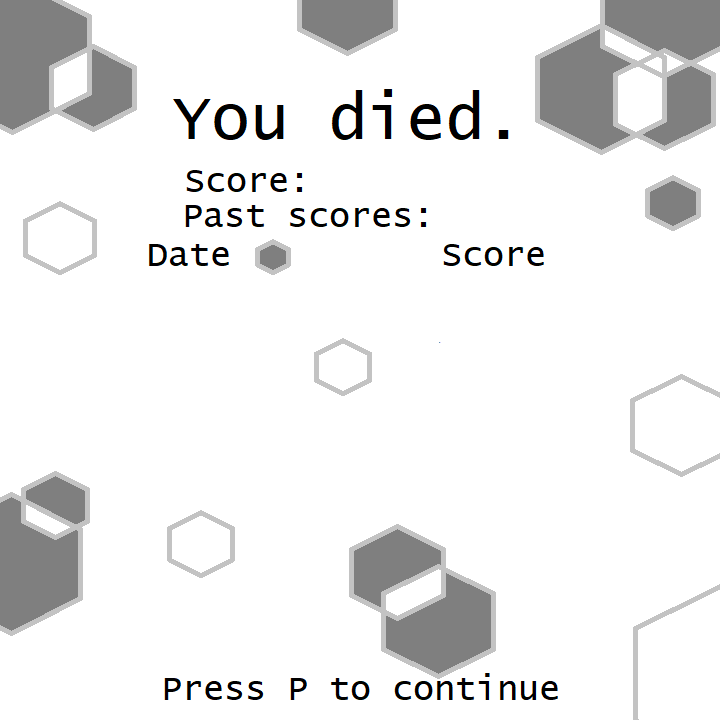 You died.
Score:
Past scores:
Date Score
Press P to continue